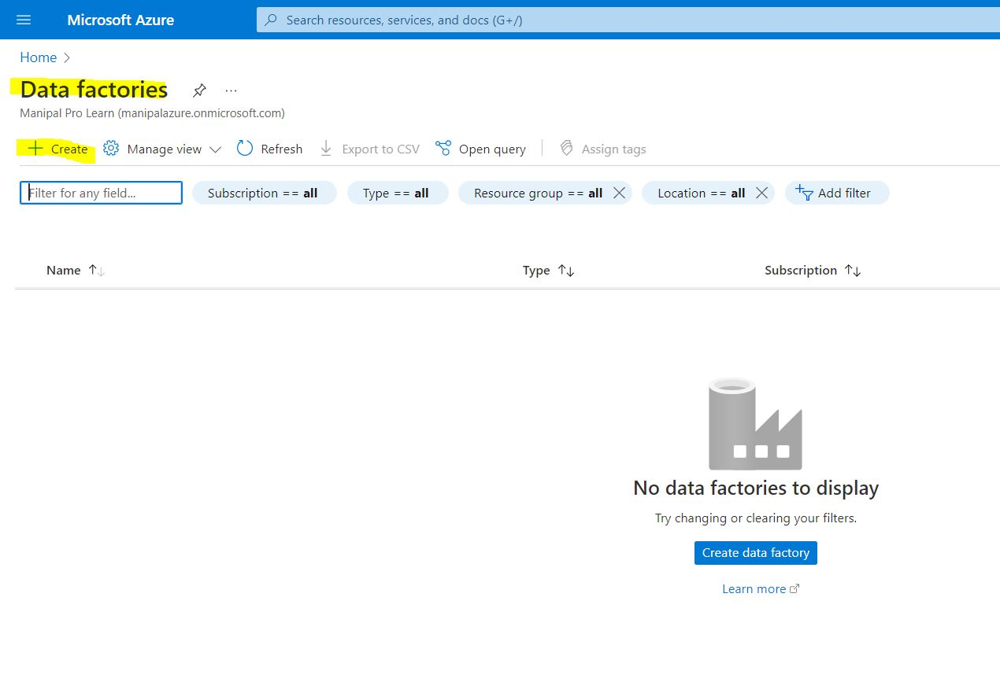 Microsoft Azure
Search resources, services, and docs (G+/)
Home
Data factories
...
Manipal Pro Learn (manipalazure.onmicrosoft.com)
Create Manage view Refresh Export to CSV Open query Assign tags
Filter for any field... Subscription == all Type == all Resource group == all Location == all Add filter
Name Type Subscription
No data factories to display
Try changing or clearing your filters.
Create data factory
Learn more